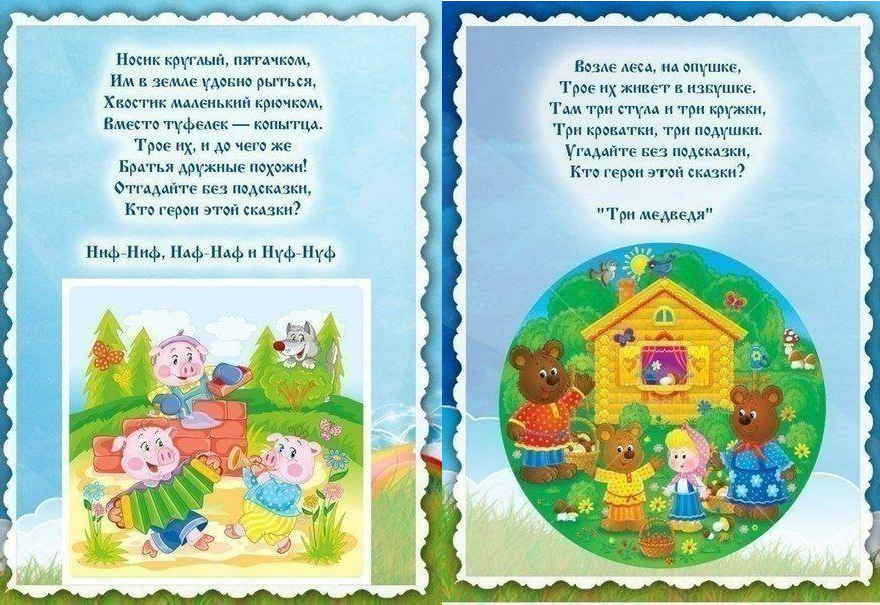 Носик круглый, пятачком,
Им в земле удобно рыться,
Хвостик маленький крючком,
Вместо туфелек — копытца.
Трое их, и до чего же
Братья дружные похожи!
Отгадайте без подсказки,
Кто герои этой сказки?
Ниф-Ниф, Наф-Наф и Нуф-Нуф
Возле леса, на опушке,
Трое их живет в избушке.
Там три стула и три кружки,
Три кроватки, три подушки.
Угадайте без подсказки,
Кто герои этой сказки?
"Три медведя"